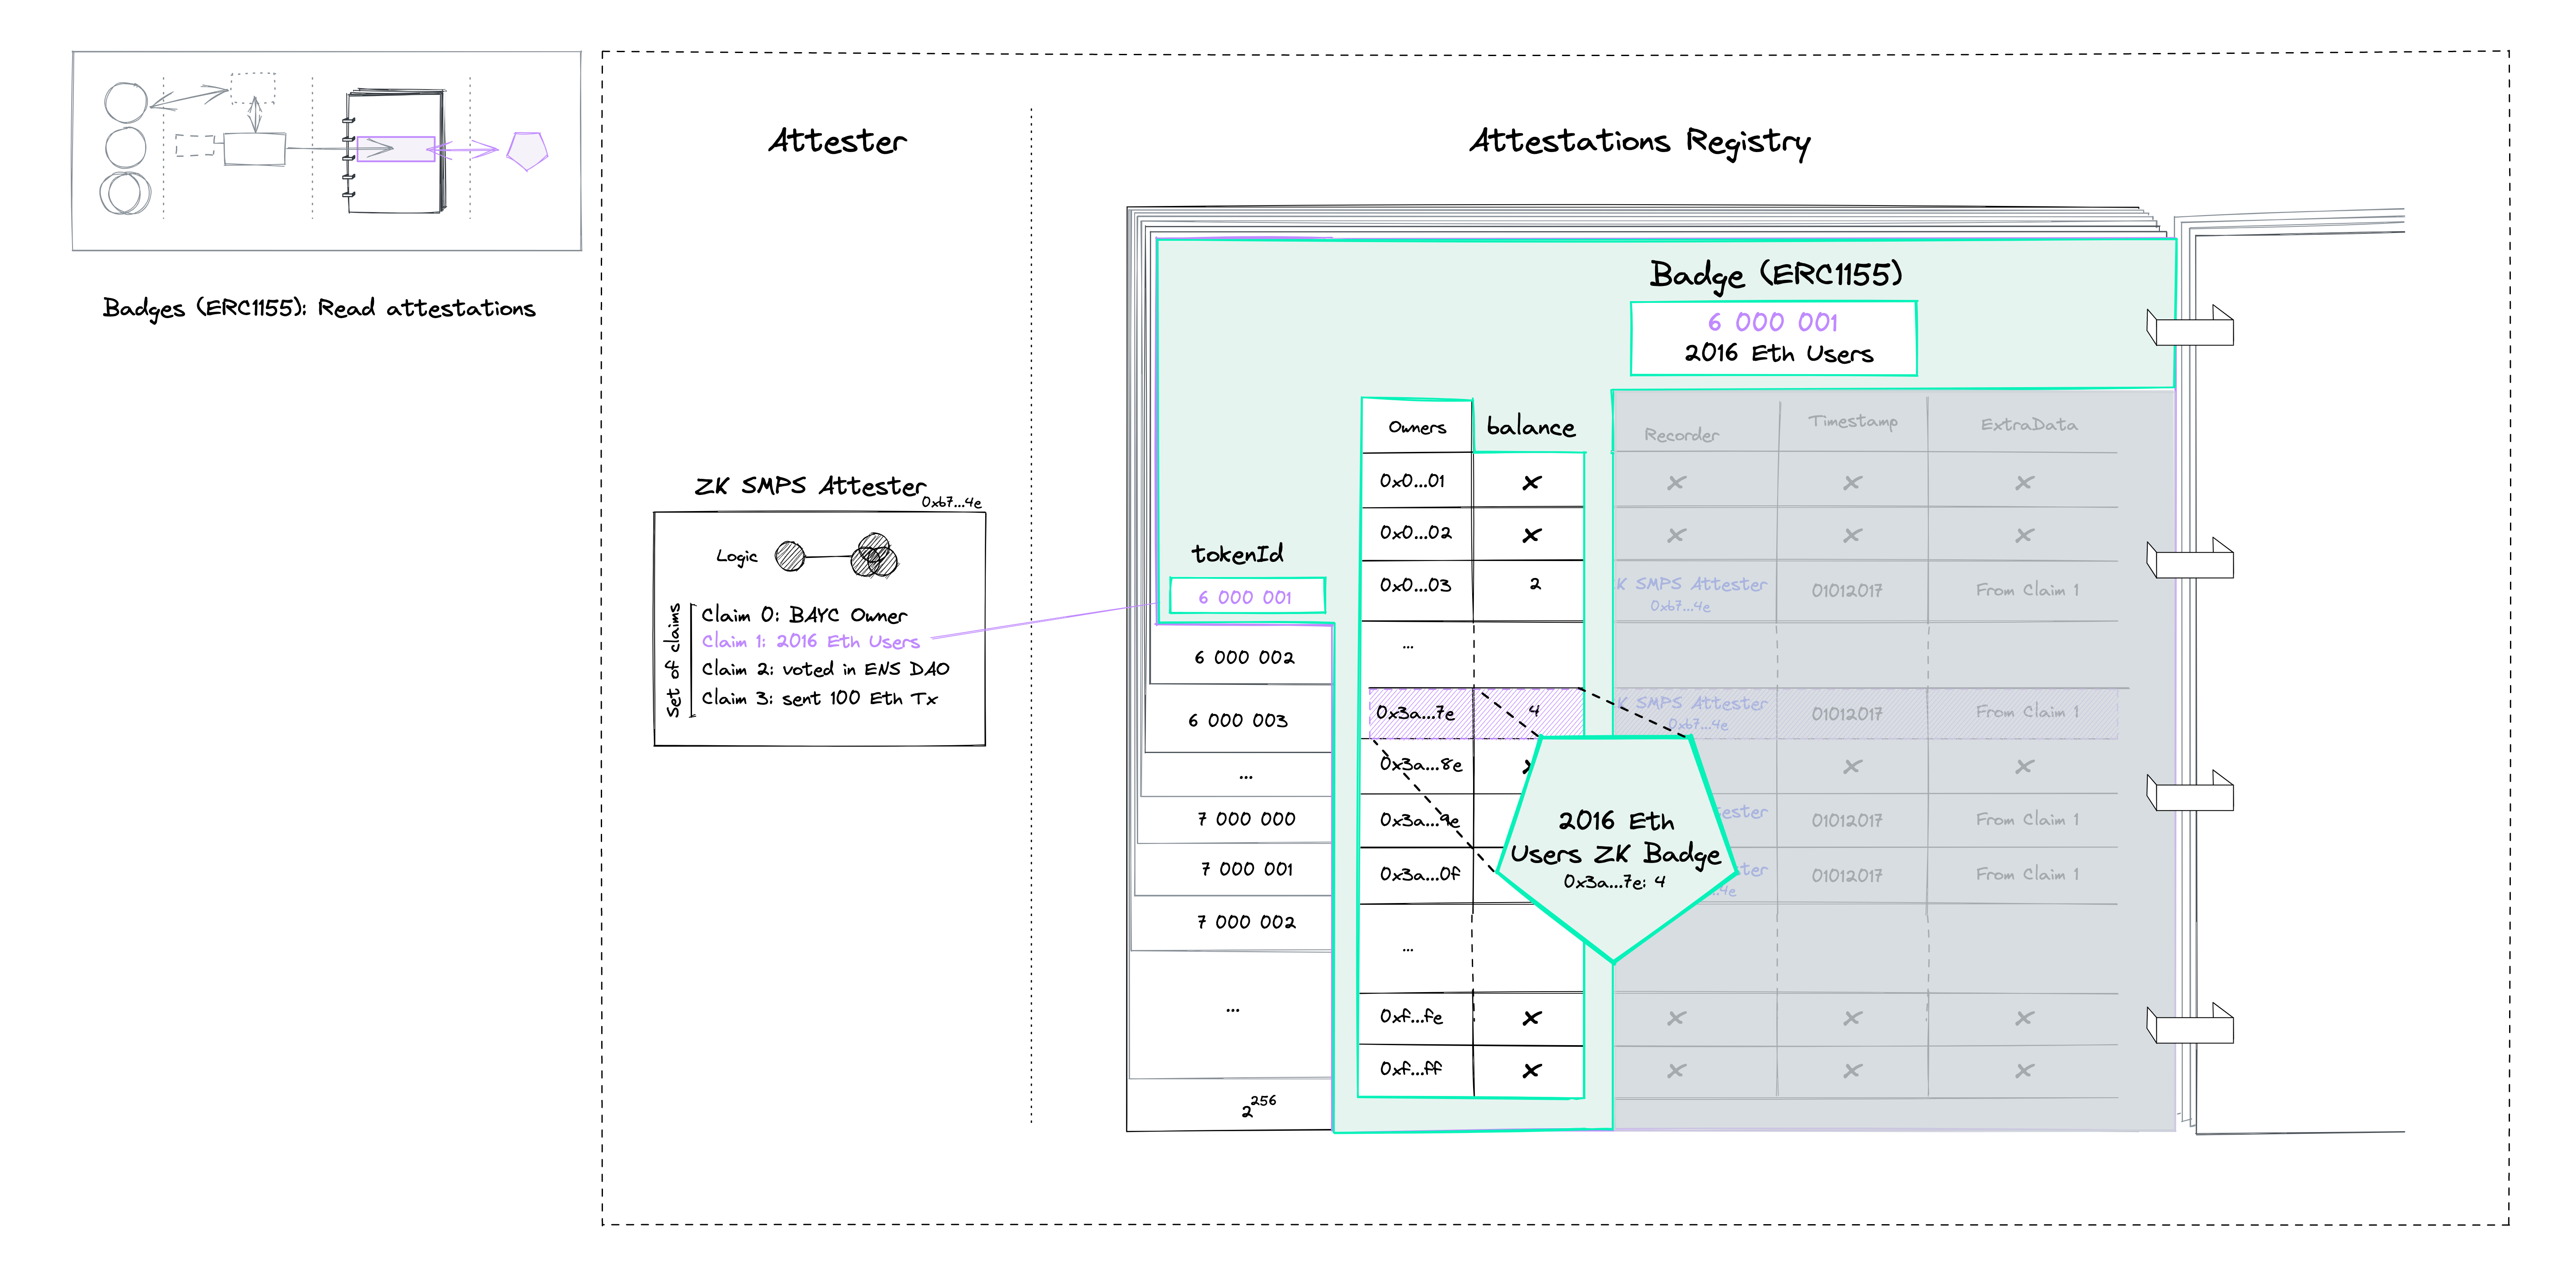 Badges (ERC1155): Read attestations
Attester
Attestations Registry
ZK SMPS Attester
0xb7...4e
Logic
Set of claims
Claim 0: BAYC Owner
Claim 1: 2016 Eth Users
Claim 2: voted in ENS DAO
Claim 3: sent 100 Eth Tx
Badge (ERC1155)
6 000 001
2016 Eth Users
tokenId
6 000 001
6 000 002
6 000 003
...
7 000 000
7 000 001
7 000 002
...
2^256
Owners balance Recorder Timestamp ExtraData
0x0...01 x x x x
0x0...02 x x x x
0x0...03 2 K SMPS Attester 01012017 From Claim 1
0xb7...4e
...
0x3a...7e 4 K SMPS Attester 01012017 From Claim 1
0xb7...4e
0x3a...8e x x x
0x3a...9e ester 01012017 From Claim 1
0x3a...0f ter 01012017 From Claim 1
.4e
...
0xf...fe x x x x
0xf...ff x x x x
2016 Eth
Users ZK Badge
0x3a...7e: 4